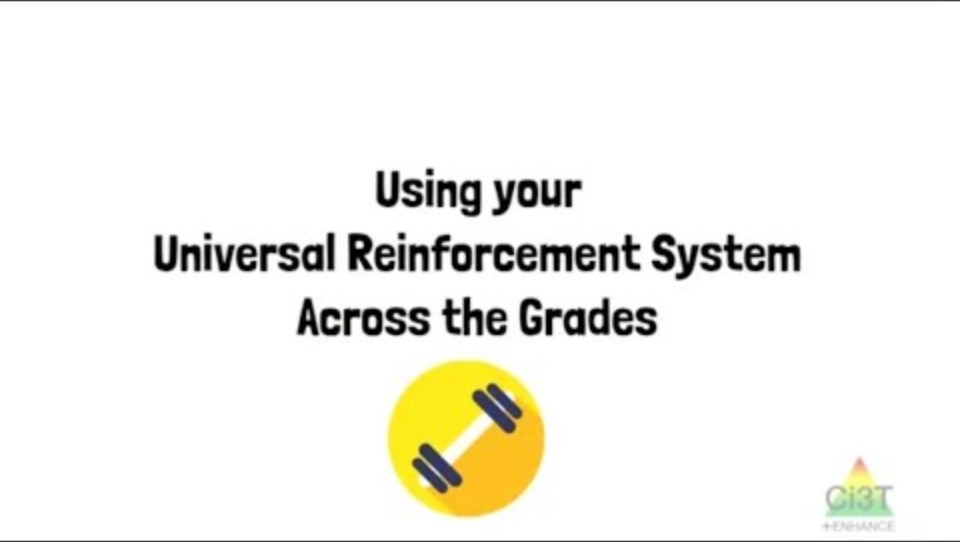 Using your
Universal Reinforcement System
Across the Grades
Ci3T
+ENHANCE